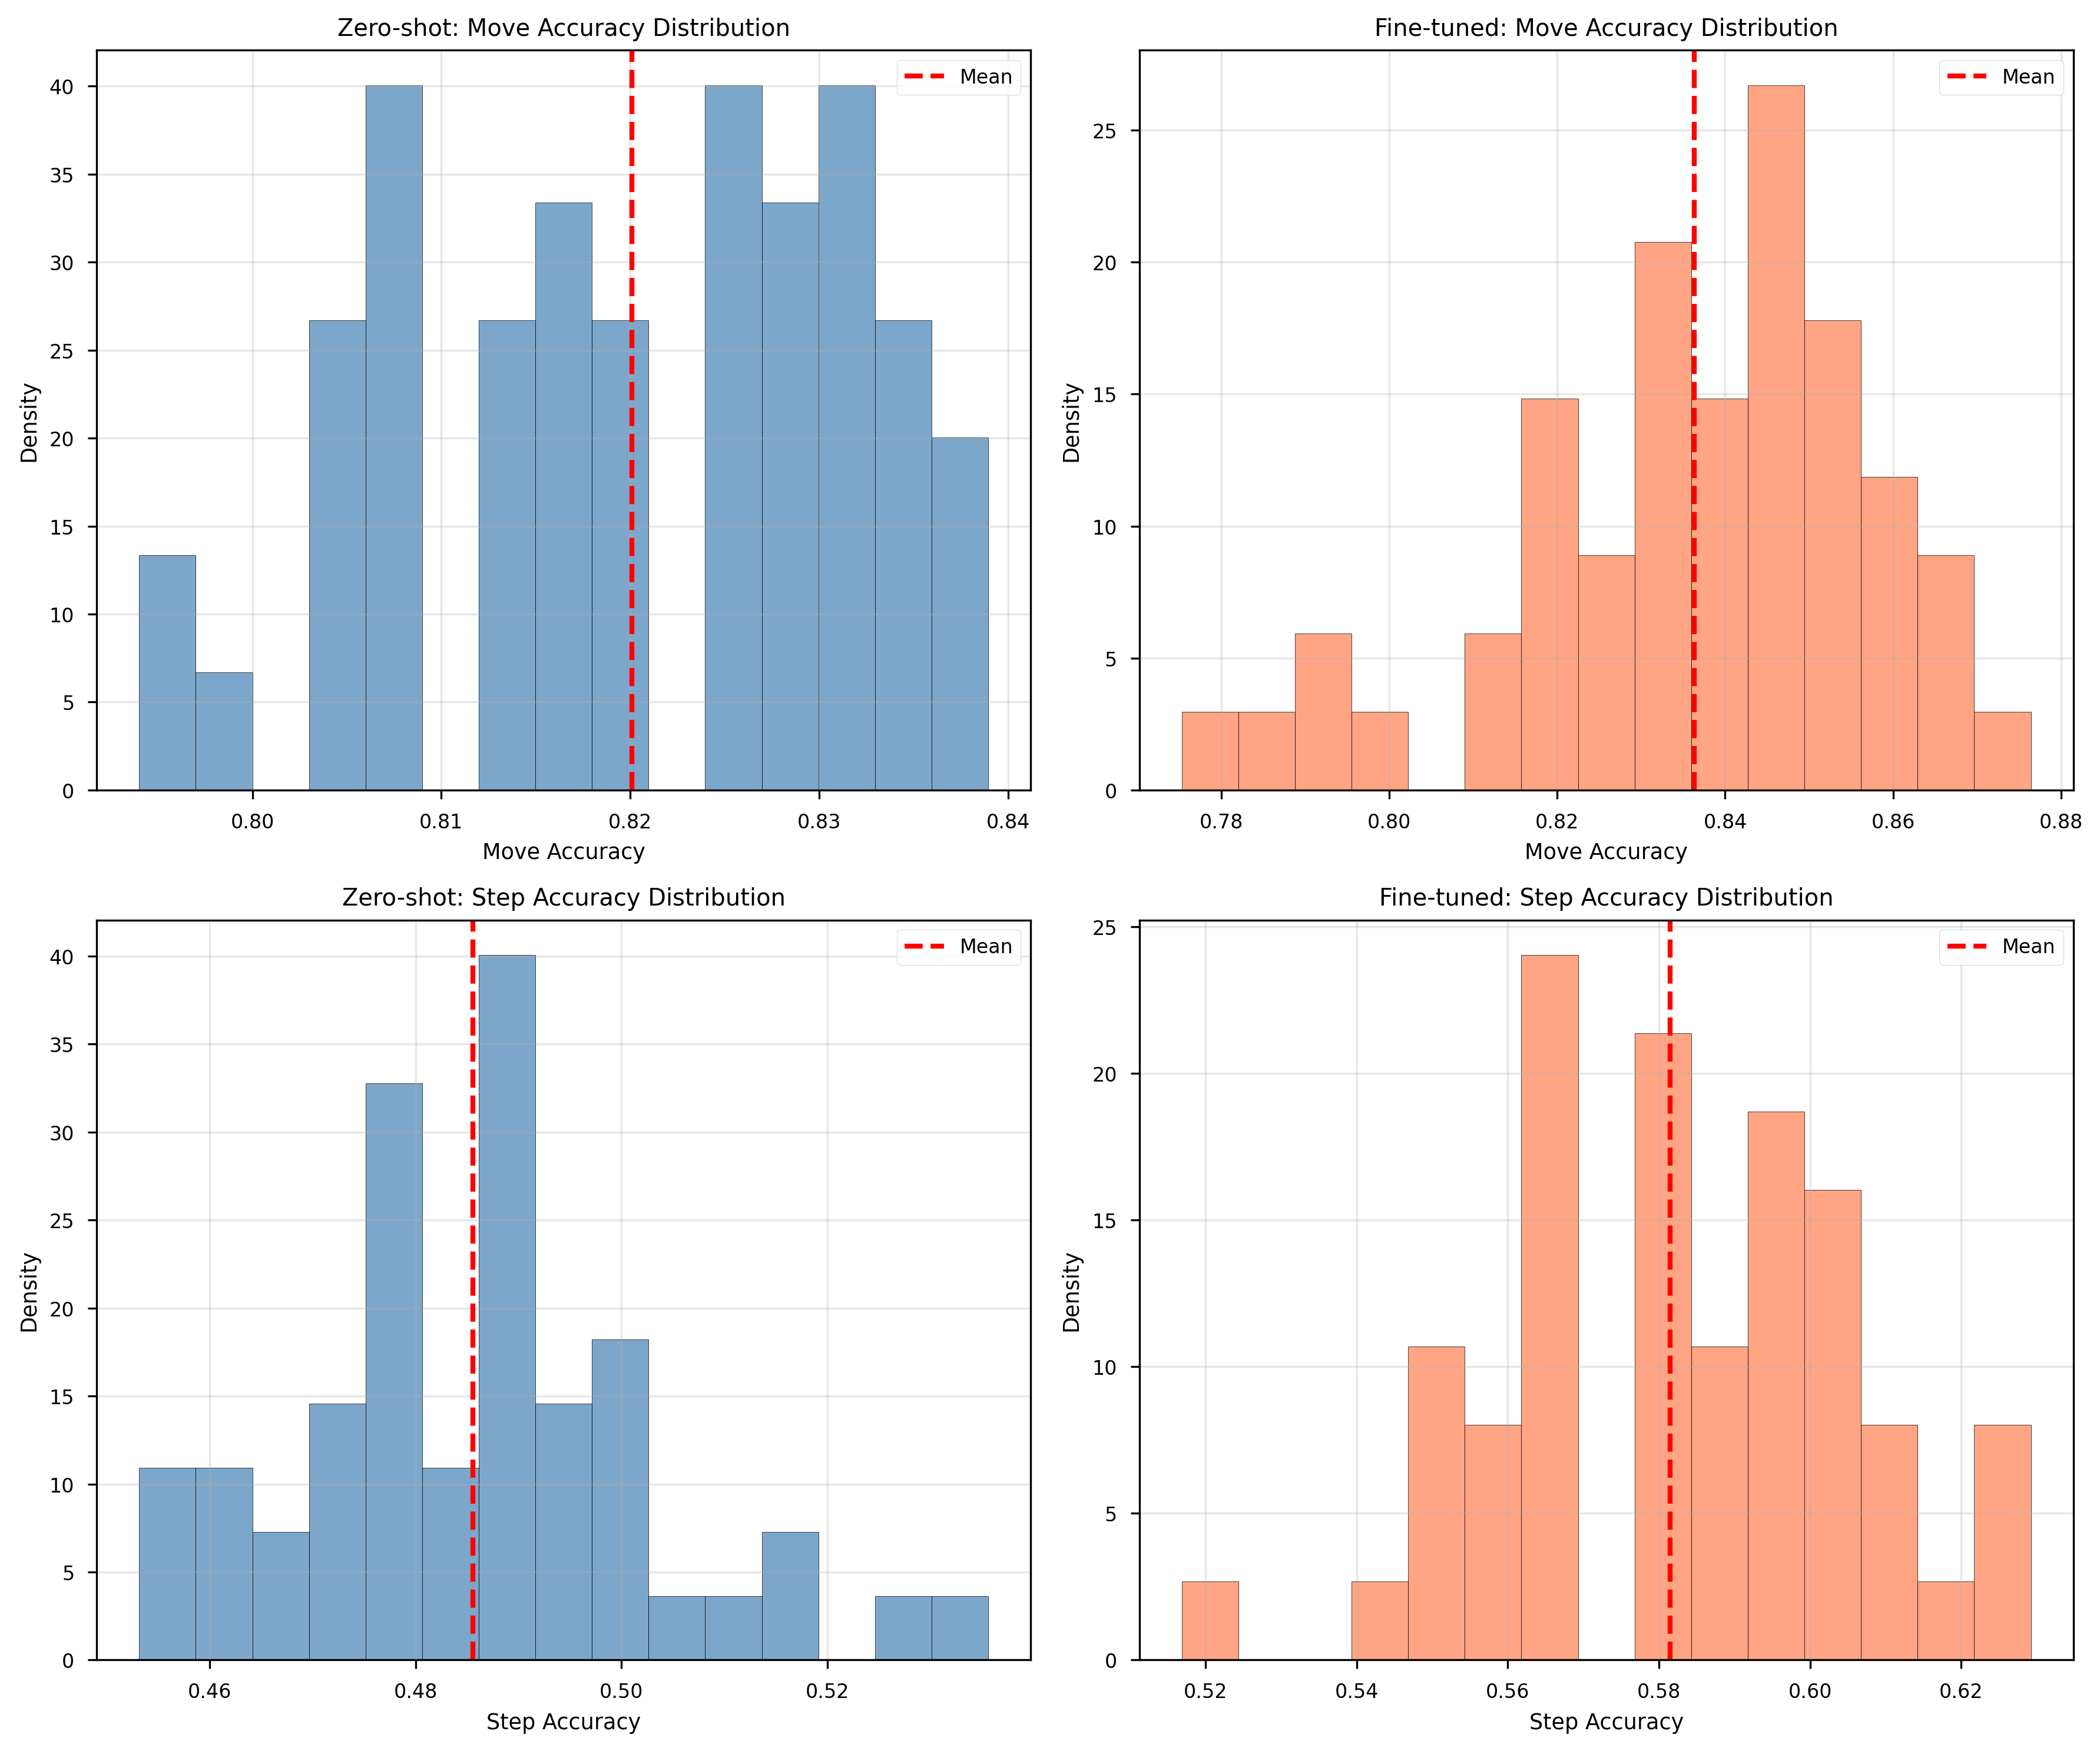 Zero-shot: Move Accuracy Distribution
Mean
Density
40
35
30
25
20
15
10
5
0
0.80 0.81 0.82 0.83 0.84
Move Accuracy
Fine-tuned: Move Accuracy Distribution
Mean
Density
25
20
15
10
5
0
0.78 0.80 0.82 0.84 0.86 0.88
Move Accuracy
Zero-shot: Step Accuracy Distribution
Mean
Density
40
35
30
25
20
15
10
5
0
0.46 0.48 0.50 0.52
Step Accuracy
Fine-tuned: Step Accuracy Distribution
Mean
Density
25
20
15
10
5
0
0.52 0.54 0.56 0.58 0.60 0.62
Step Accuracy